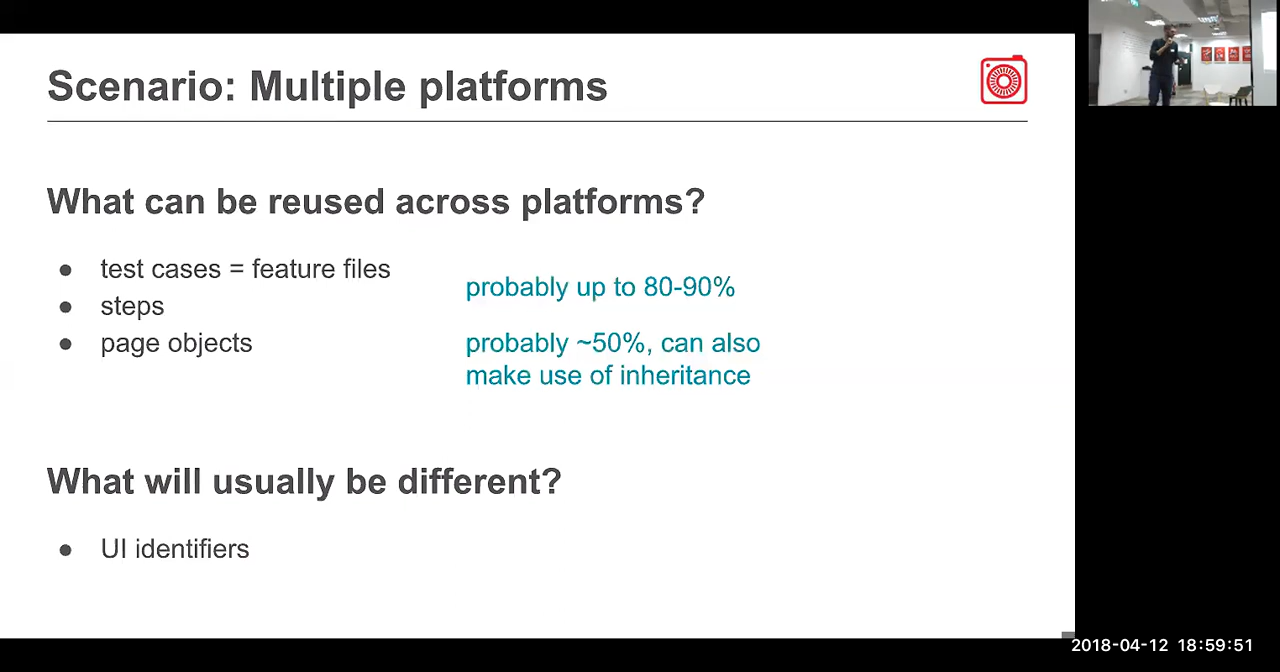 Scenario: Multiple platforms
What can be reused across platforms?
● test cases = feature files
● steps
● page objects
probably up to 80-90%
probably ~50%, can also
make use of inheritance
What will usually be different?
● UI identifiers
2018-04-12 18:59:51